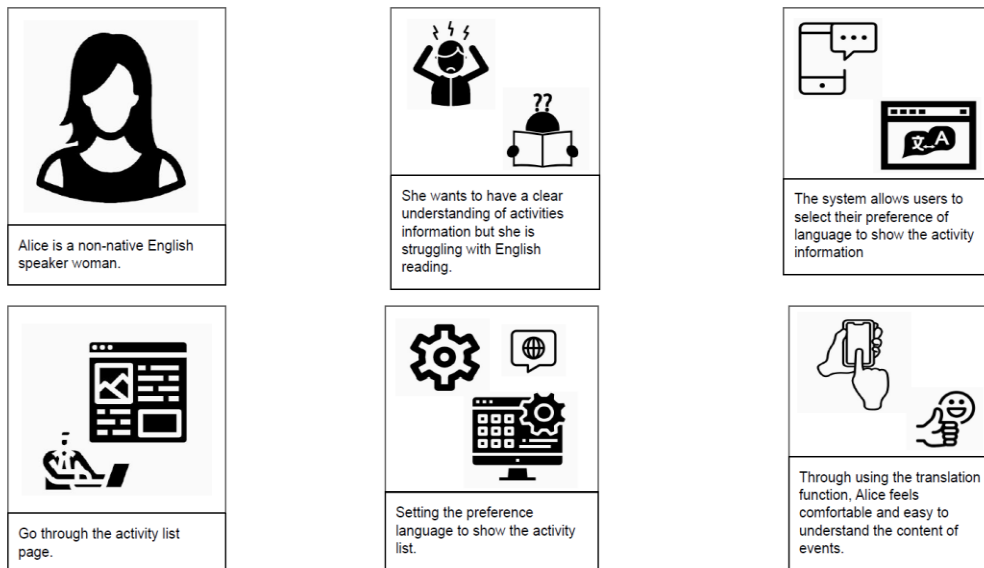 Alice is a non-native English
speaker woman.
??
She wants to have a clear
understanding of activities
information but she is
struggling with English
reading.
文 A
The system allows users to
select their preference of
language to show the activity
information
Go through the activity list
page.
Setting the preference
language to show the activity
list.
Through using the translation
function, Alice feels
comfortable and easy to
understand the content of
events.